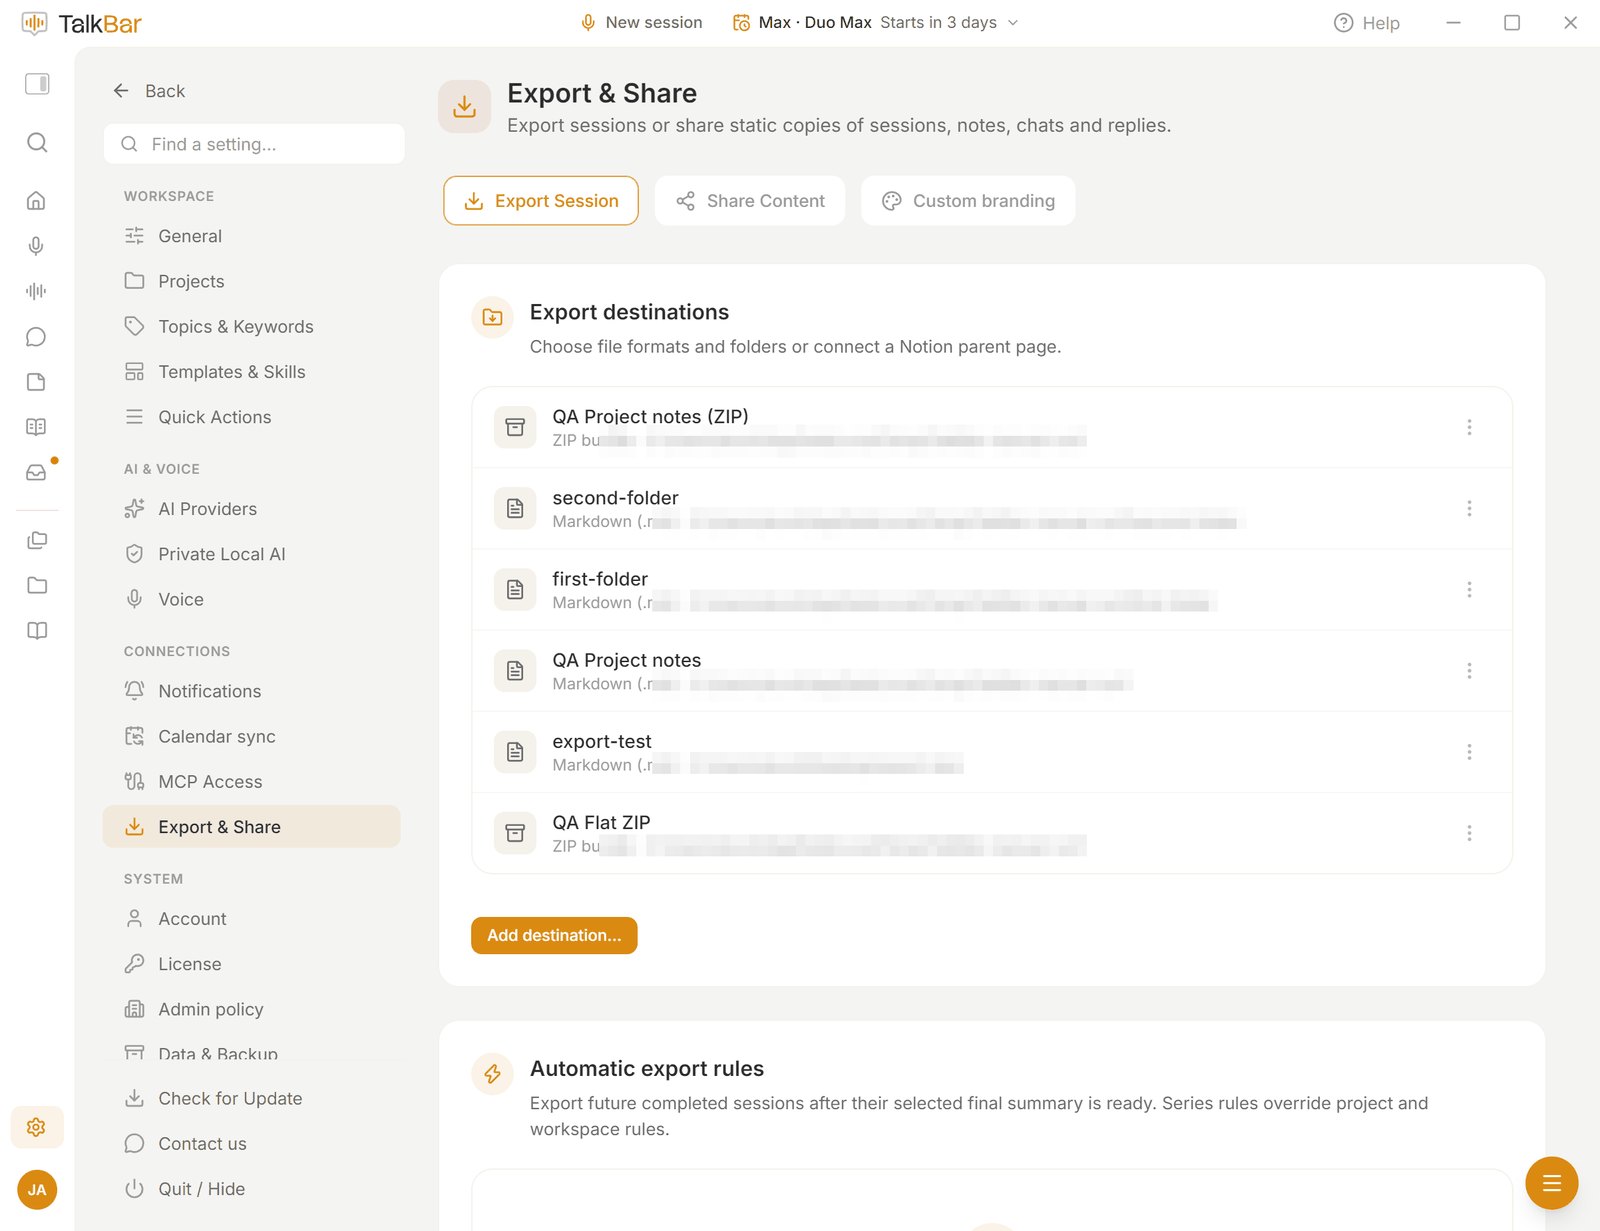 TalkBar
New session
Max · Duo Max Starts in 3 days
Help
Back
Find a setting...
WORKSPACE
General
Projects
Topics & Keywords
Templates & Skills
Quick Actions
AI & VOICE
AI Providers
Private Local AI
Voice
CONNECTIONS
Notifications
Calendar sync
MCP Access
Export & Share
SYSTEM
Account
License
Admin policy
Data & Backup
Check for Update
Contact us
Quit / Hide
JA
Export & Share
Export sessions or share static copies of sessions, notes, chats and replies.
Export Session
Share Content
Custom branding
Export destinations
Choose file formats and folders or connect a Notion parent page.
QA Project notes (ZIP)
ZIP
second-folder
Markdown
first-folder
Markdown
QA Project notes
Markdown
export-test
Markdown
QA Flat ZIP
ZIP
Add destination...
Automatic export rules
Export future completed sessions after their selected final summary is ready. Series rules override project and
workspace rules.